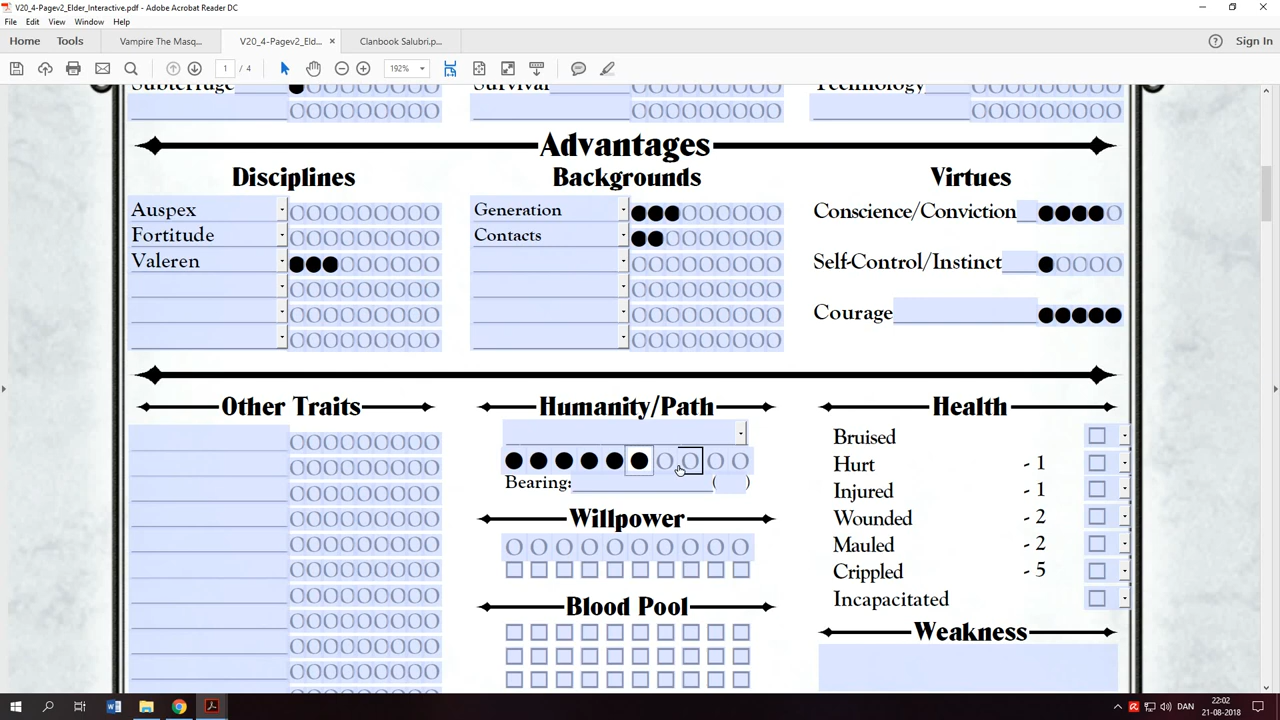 V20_4-Pagev2_Elder_Interactive.pdf - Adobe Acrobat Reader DC
File Edit View Window Help
Home Tools Vampire The Masq... V20_4-Pagev2_Eld... × Clanbook Salubri.p... ? Sign In
1 / 4 192%
Subterfuge Survival Technology
Advantages
Disciplines Backgrounds Virtues
Auspex Generation Conscience/Conviction
Fortitude Contacts
Valeren Self-Control/Instinct
Courage
Other Traits Humanity/Path Health
Bruised
Hurt - 1
Bearing: ( ) Injured - 1
Willpower Wounded - 2
Mauled - 2
Crippled - 5
Blood Pool Incapacitated
Weakness
DAN 22:02
21-08-2018